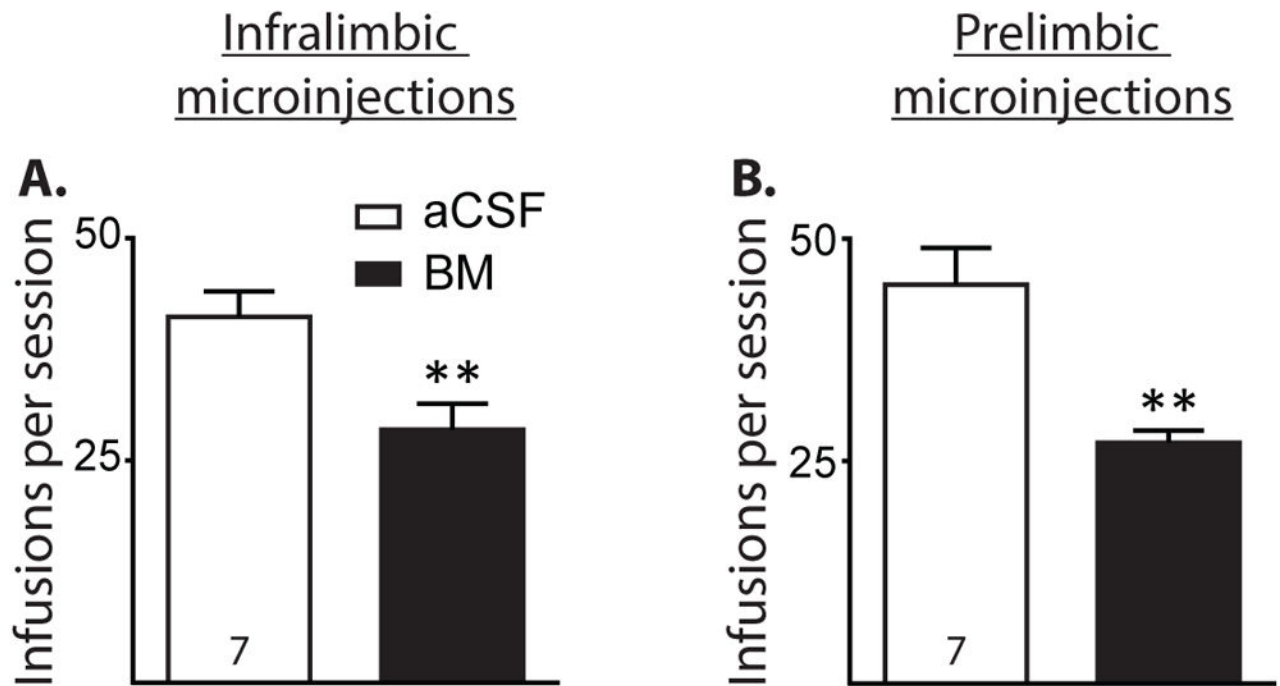 Infralimbic
microinjections
Prelimbic
microinjections
A.
Infusions per session
50
25
aCSF
BM
**
7
B.
Infusions per session
50
25
**
7